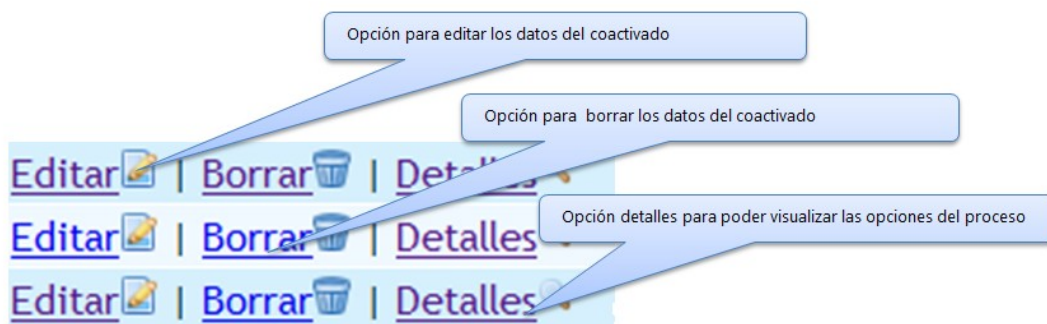 Opción para editar los datos del coactivado
Opción para borrar los datos del coactivado
Editar | Borrar | Detalles
Opción detalles para poder visualizar las opciones del proceso
Editar | Borrar | Detalles
Editar | Borrar | Detalles